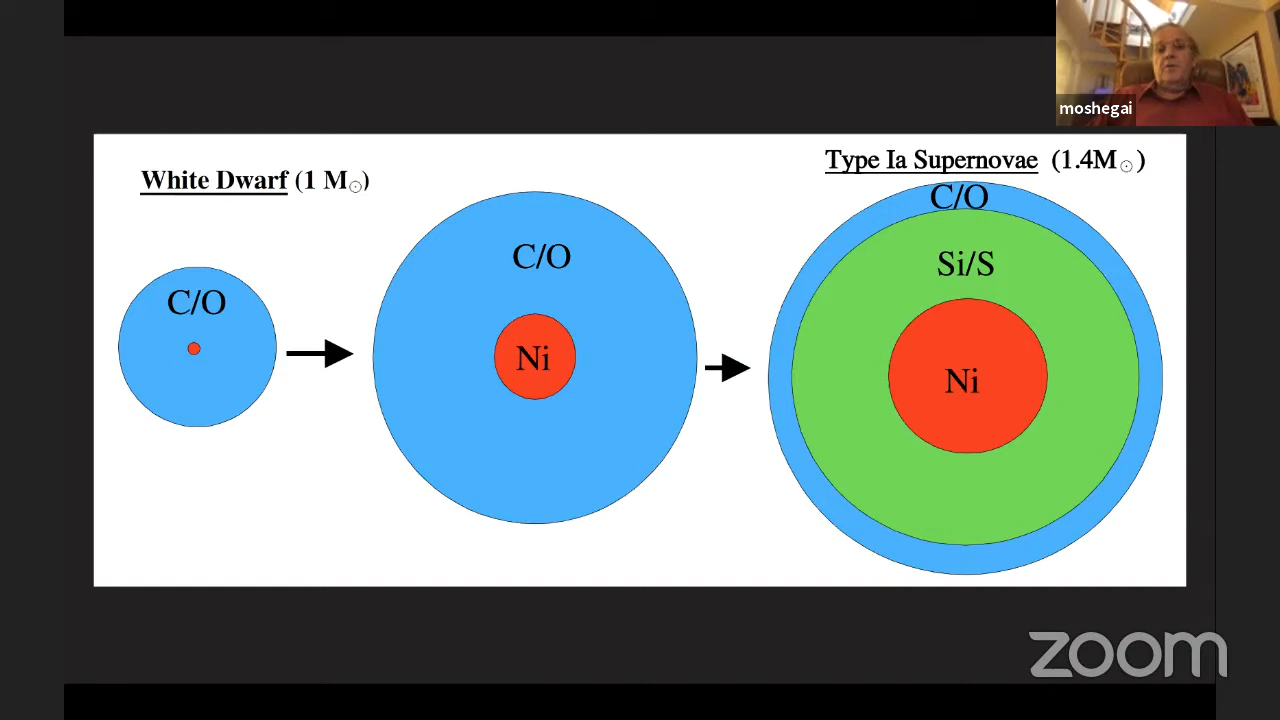 moshegai
White Dwarf (1 M☉)
Type Ia Supernovae (1.4M☉)
C/O
C/O
C/O
Si/S
Ni
Ni
zoom